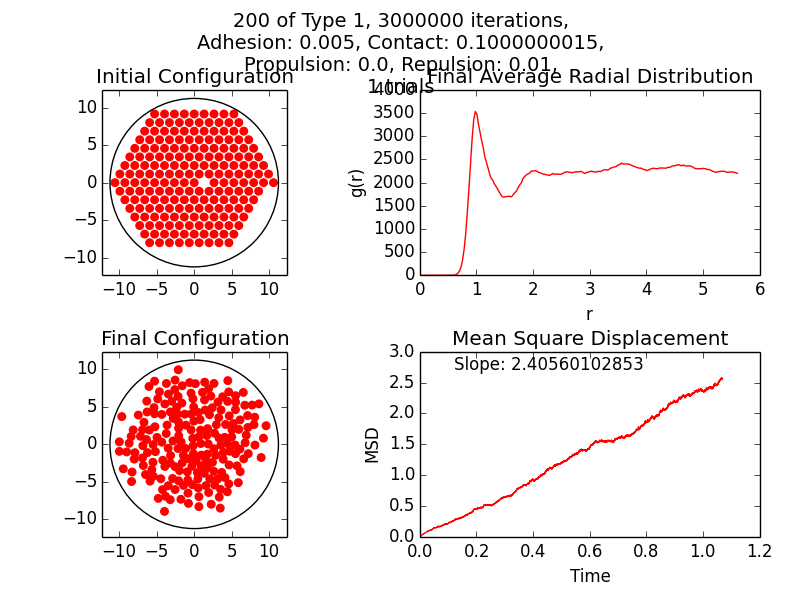 200 of Type 1, 3000000 iterations,
Adhesion: 0.005, Contact: 0.1000000015,
Propulsion: 0.0, Repulsion: 0.01,
1 trials
Initial Configuration
10
5
0
−5
−10
−10 −5 0 5 10
Final Average Radial Distribution
4000
3500
3000
2500
2000
1500
1000
500
0
g(r)
0 1 2 3 4 5 6
r
Final Configuration
10
5
0
−5
−10
−10 −5 0 5 10
Mean Square Displacement
Slope: 2.40560102853
3.0
2.5
2.0
1.5
1.0
0.5
0.0
MSD
0.0 0.2 0.4 0.6 0.8 1.0 1.2
Time